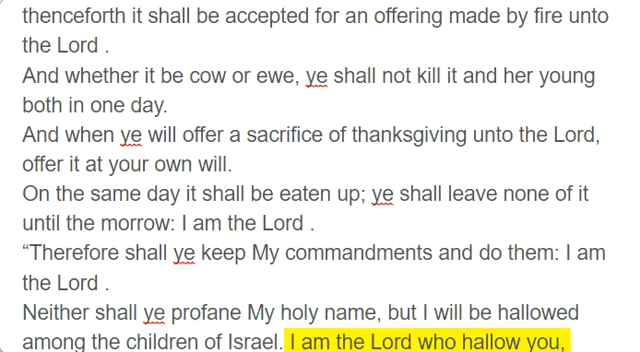 thenceforth it shall be accepted for an offering made by fire unto
the Lord .
And whether it be cow or ewe, ye shall not kill it and her young
both in one day.
And when ye will offer a sacrifice of thanksgiving unto the Lord,
offer it at your own will.
On the same day it shall be eaten up; ye shall leave none of it
until the morrow: I am the Lord .
“Therefore shall ye keep My commandments and do them: I am
the Lord .
Neither shall ye profane My holy name, but I will be hallowed
among the children of Israel. I am the Lord who hallow you,